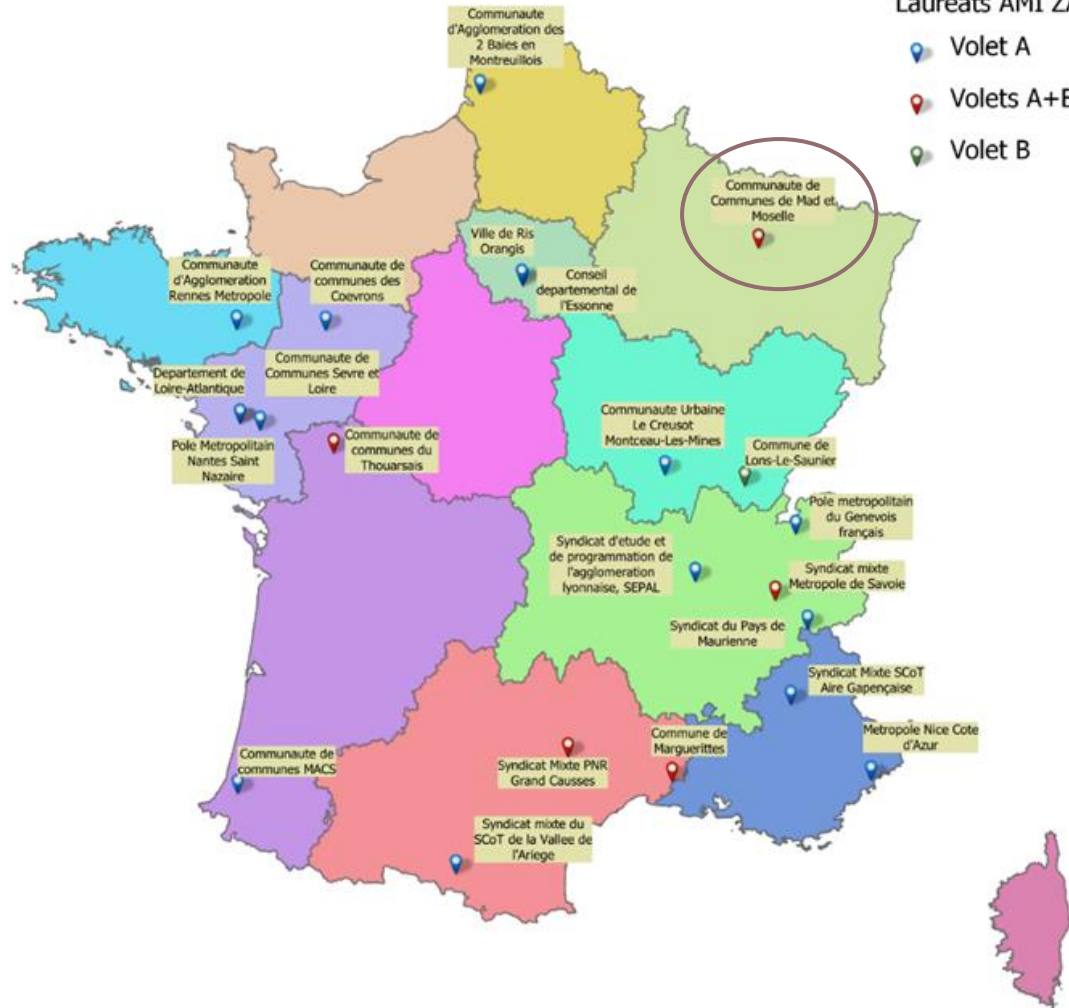 Communaute
d'Agglomeration des
2 Baies en
Montreuillois
Volet A
Volets A+B
Volet B
Communaute de
Communes de Mad et
Moselle
Ville de Ris
Orangis
Conseil
departemental de
l'Essonne
Communaute
d'Agglomeration
Rennes Metropole
Communaute de
communes des
Coevrons
Departement de
Loire-Atlantique
Communaute de
Communes Sevre et
Loire
Pole Metropolitain
Nantes Saint
Nazaire
Communaute de
communes du
Thouarsais
Communaute Urbaine
Le Creusot
Montceau-Les-Mines
Commune de
Lons-Le-Saunier
Pole metropolitain
du Genevois
français
Syndicat d'etude et
de programmation de
l'agglomeration
lyonnaise, SEPAL
Syndicat mixte
Metropole de Savoie
Syndicat du Pays de
Maurienne
Syndicat Mixte SCoT
Aire Gapençaise
Metropole Nice Cote
d'Azur
Commune de
Marguerittes
Syndicat Mixte PNR
Grand Causses
Communaute de
communes MACS
Syndicat mixte du
SCoT de la Vallee de
l'Ariege